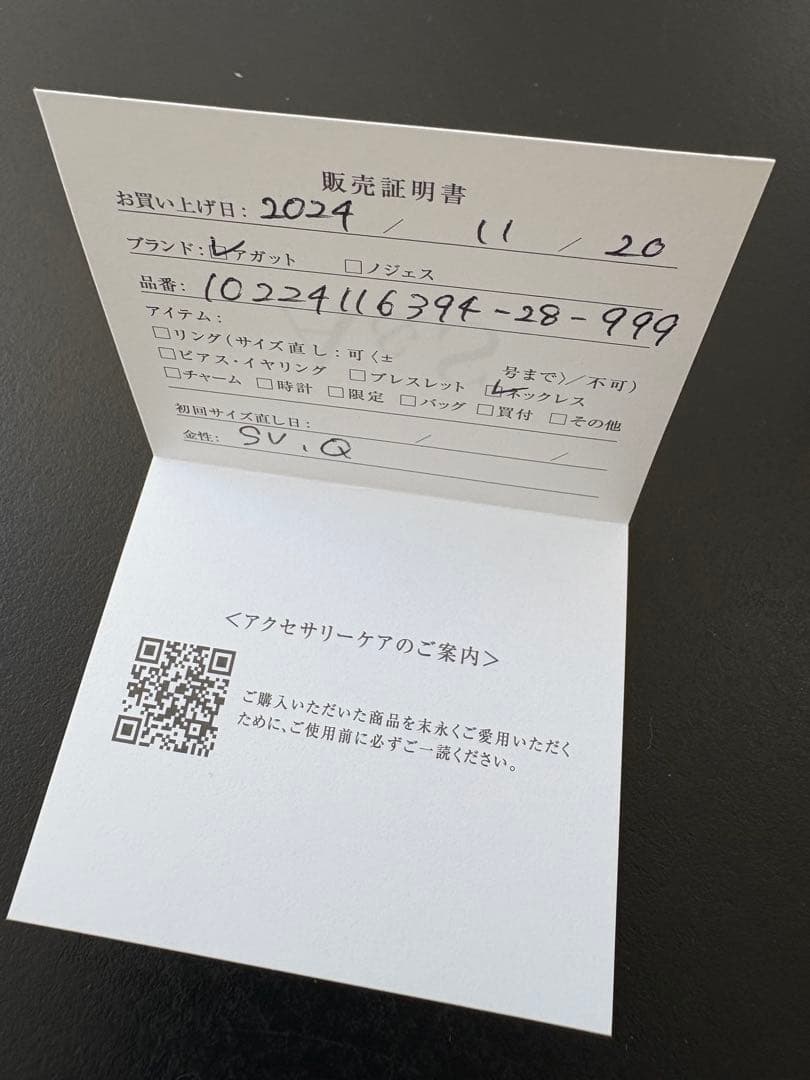 販売証明書
お買い上げ日: 2024 / 11 / 20
ブランド: ☑アガット □ノジェス
品番: 10224116394-28-999
アイテム:
□リング(サイズ直し:可〈± 号まで〉/不可)
□ピアス・イヤリング □ブレスレット ☑ネックレス
□チャーム □時計 □限定 □バッグ □買付 □その他
初回サイズ直し日: / /
金性: SV、Q
<アクセサリーケアのご案内>
ご購入いただいた商品を末永くご愛用いただく
ために、ご使用前に必ずご一読ください。